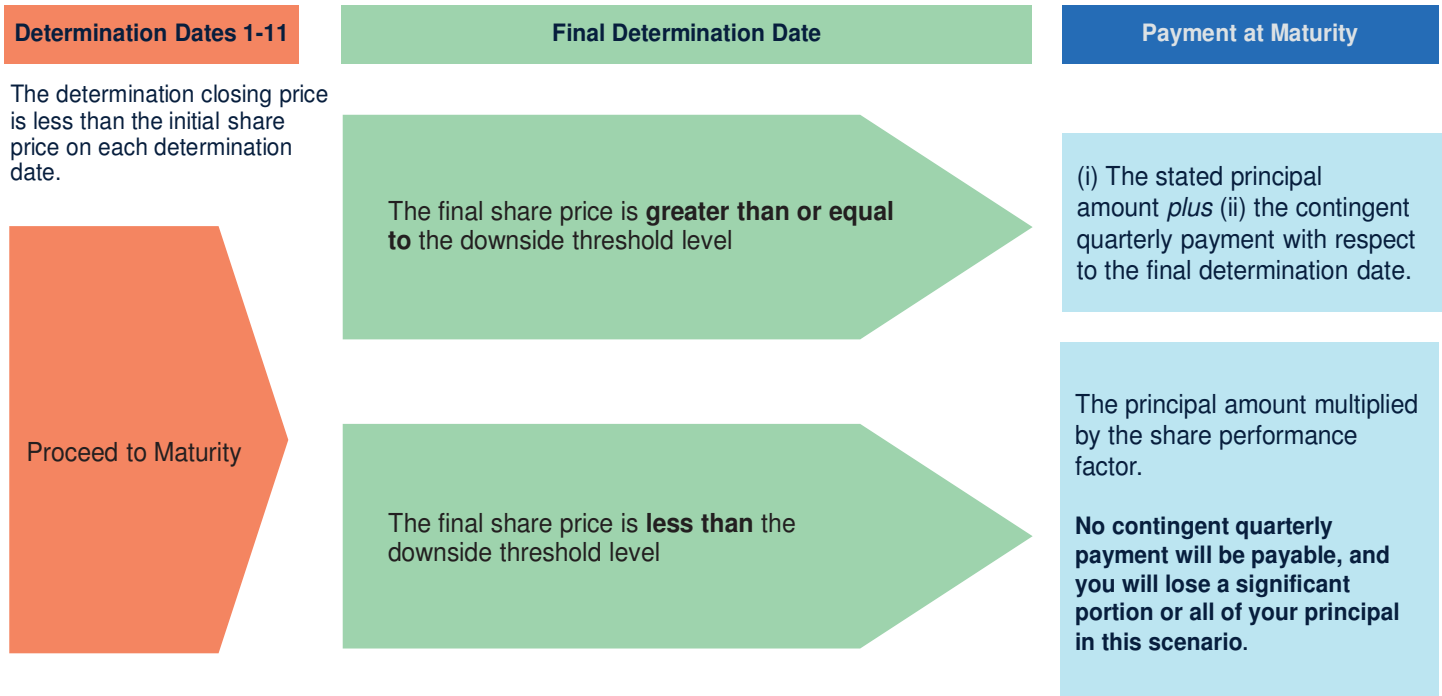 Determination Dates 1-11
Final Determination Date
Payment at Maturity
The determination closing price
is less than the initial share
price on each determination
date.
Proceed to Maturity
The final share price is greater than or equal
to the downside threshold level
(i) The stated principal
amount plus (ii) the contingent
quarterly payment with respect
to the final determination date.
The final share price is less than the
downside threshold level
The principal amount multiplied
by the share performance
factor.
No contingent quarterly
payment will be payable, and
you will lose a significant
portion or all of your principal
in this scenario.